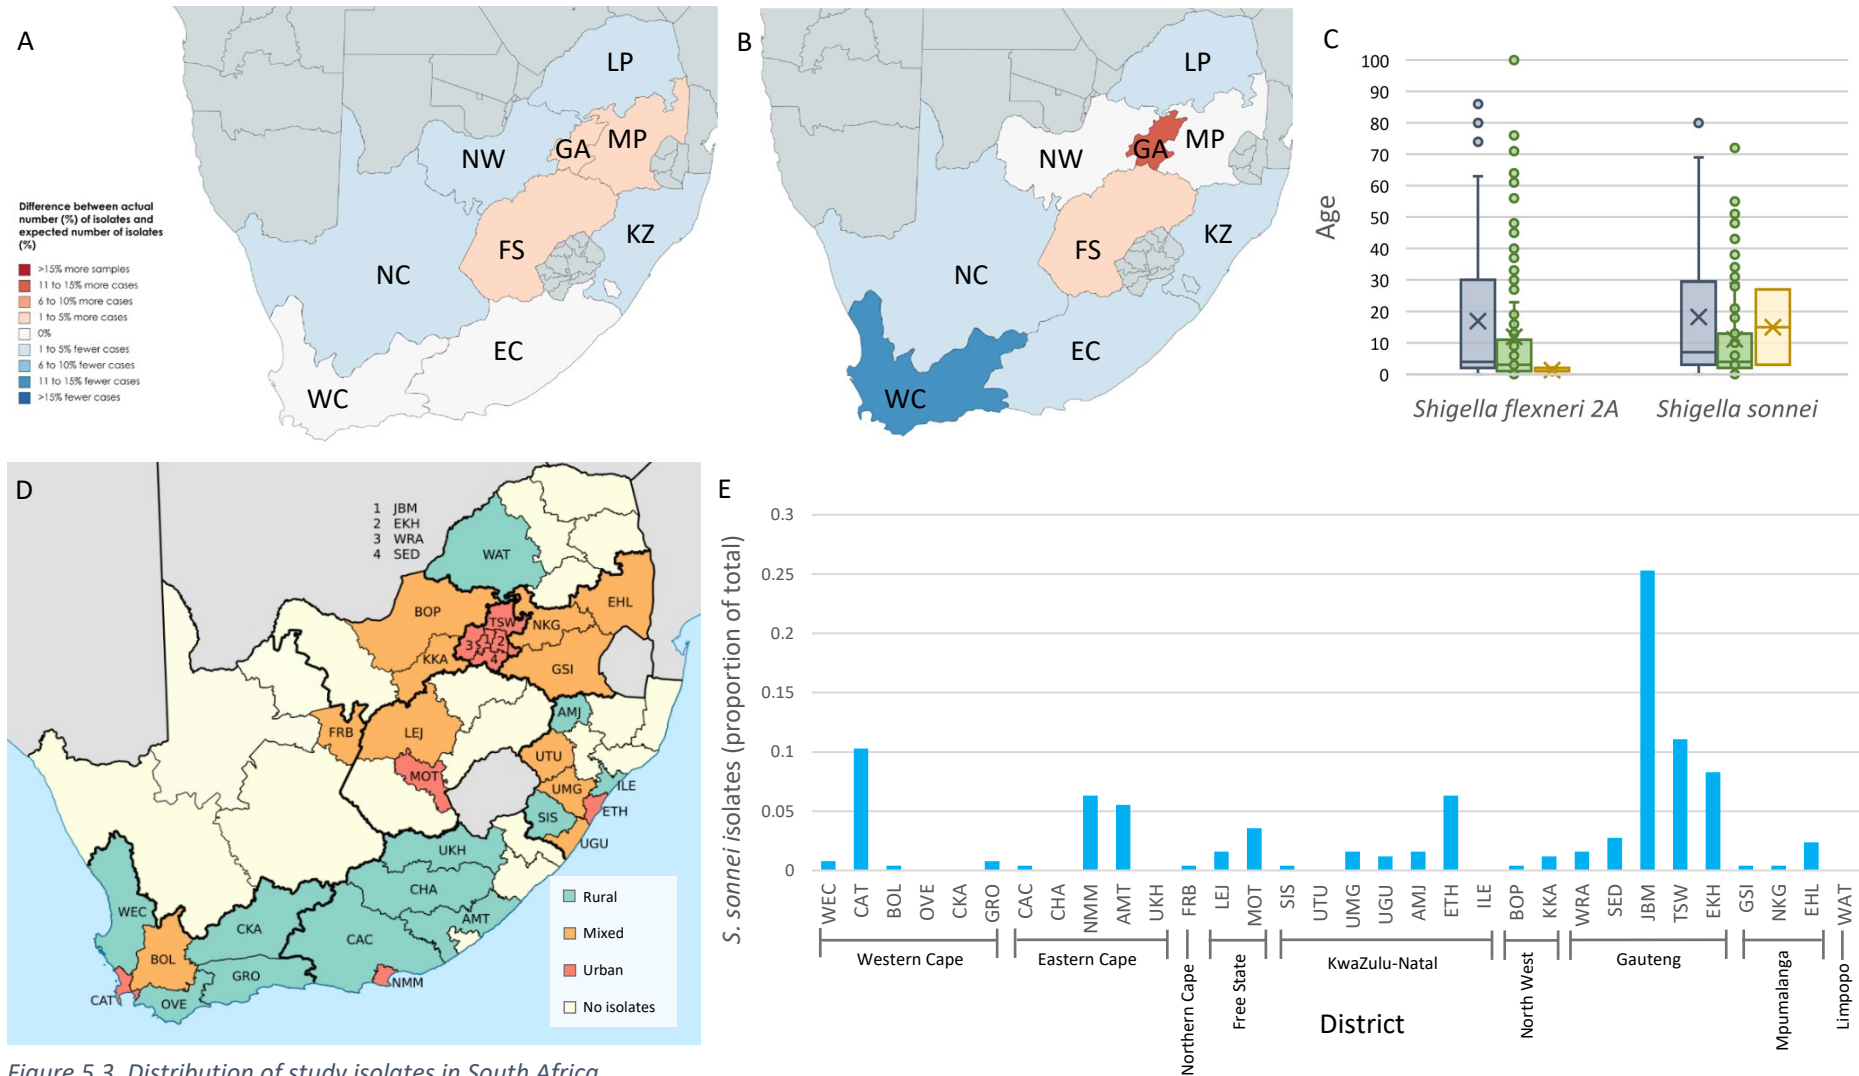 A
LP
MP
GA
NW
KZ
FS
NC
EC
WC
Difference between actual
number (%) of isolates and
expected number of isolates
(%)
>15% more samples
11 to 15% more cases
6 to 10% more cases
1 to 5% more cases
0%
1 to 5% fewer cases
6 to 10% fewer cases
11 to 15% fewer cases
>15% fewer cases
B
LP
MP
GA
NW
KZ
FS
NC
EC
WC
C
Age
100
90
80
70
60
50
40
30
20
10
0
Shigella flexneri 2A
Shigella sonnei
D
1 JBM
2 EKH
3 WRA
4 SED
WAT
BOP
EHL
TSW
NKG
1
2
3
5
4
KKA
GSI
AMJ
FRB
LEJ
UTU
MOT
UMG
ILE
ETH
SIS
UGU
UKH
CHA
WEC
AMT
CKA
CAC
BOL
GRO
NMM
CAT
OVE
Rural
Mixed
Urban
No isolates
E
S. sonnei isolates (proportion of total)
0.3
0.25
0.2
0.15
0.1
0.05
0
WEC
CAT
BOL
OVE
CKA
GRO
CAC
CHA
NMM
AMT
UKH
FRB
LEJ
MOT
SIS
UTU
UMG
UGU
AMJ
ETH
ILE
BOP
KKA
WRA
SED
JBM
TSW
EKH
GSI
NKG
EHL
WAT
Western Cape
Eastern Cape
Northern Cape
Free State
KwaZulu-Natal
North West
Gauteng
Mpumalanga
Limpopo
District
Figure 5.3. Distribution of study isolates in South Africa